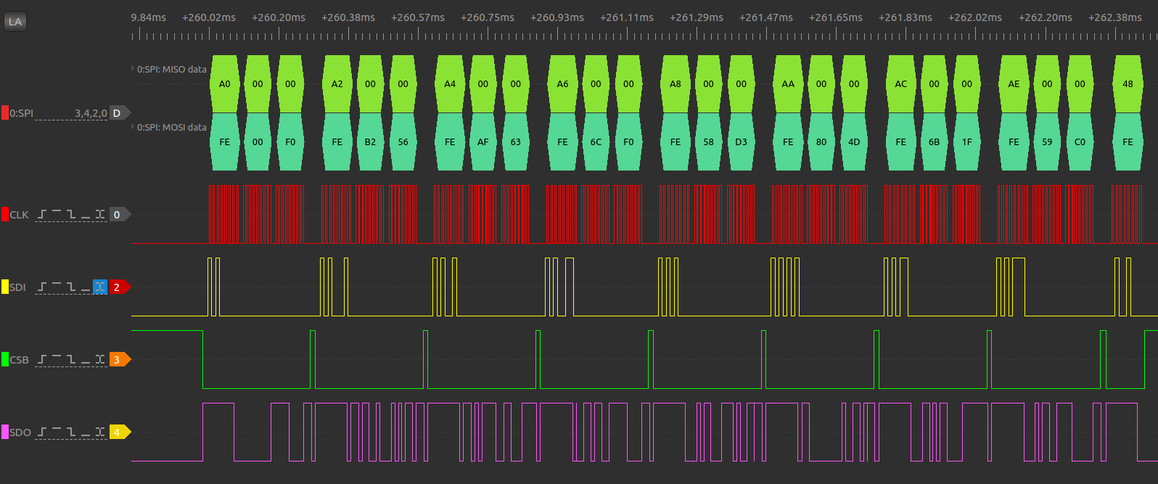 LA
9.84ms +260.02ms +260.20ms +260.38ms +260.57ms +260.75ms +260.93ms +261.11ms +261.29ms +261.47ms +261.65ms +261.83ms +262.02ms +262.20ms +262.38ms
0:SPI: MISO data A0 00 00 A2 00 00 A4 00 00 A6 00 00 A8 00 00 AA 00 00 AC 00 00 AE 00 00 48
0:SPI 3,4,2,0 D
0:SPI: MOSI data FE 00 F0 FE B2 56 FE AF 63 FE 6C F0 FE 58 D3 FE 80 4D FE 6B 1F FE 59 C0 FE
CLK 0
SDI 2
CSB 3
SDO 4